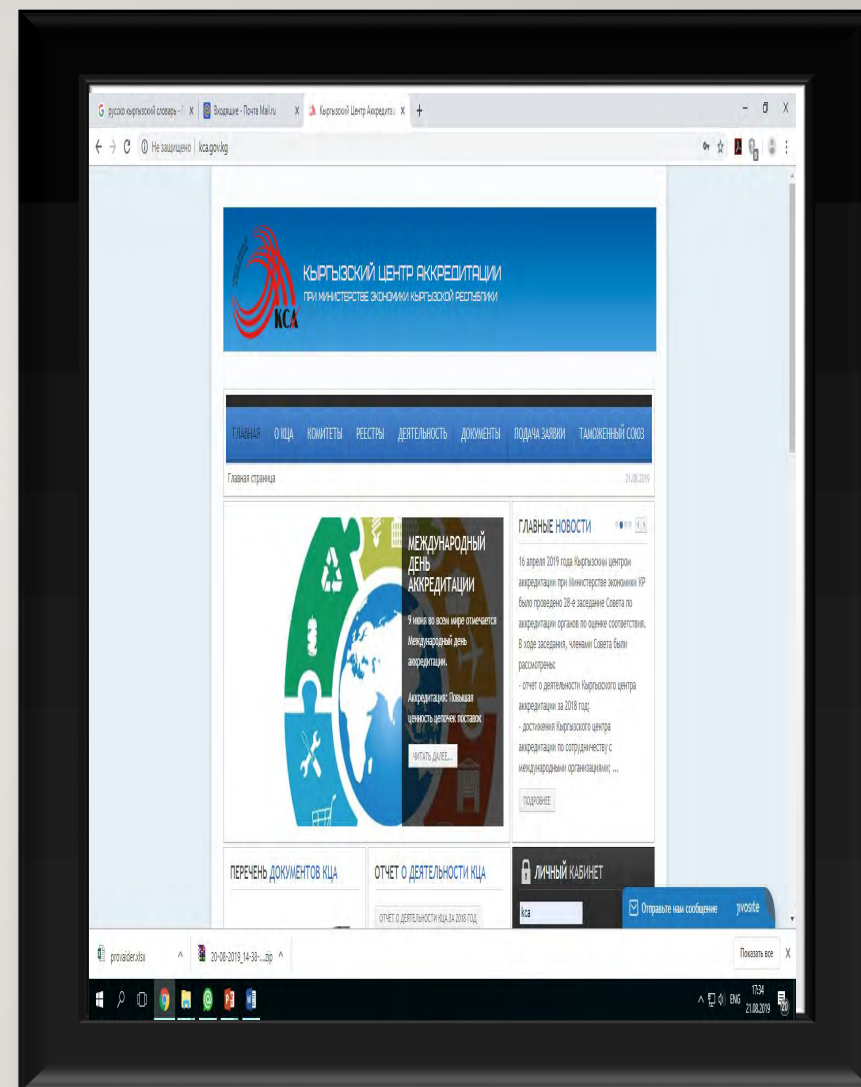 русско кыргызский словарь - П
Входящие - Почта Mail.ru
Кыргызский Центр Аккредитац
Не защищено | kca.gov.kg
КЫРГЫЗСКИЙ ЦЕНТР АККРЕДИТАЦИИ
ПРИ МИНИСТЕРСТВЕ ЭКОНОМИКИ КЫРГЫЗСКОЙ РЕСПУБЛИКИ
КСА
ГЛАВНАЯ О КЦА КОМИТЕТЫ РЕЕСТРЫ ДЕЯТЕЛЬНОСТЬ ДОКУМЕНТЫ ПОДАЧА ЗАЯВКИ ТАМОЖЕННЫЙ СОЮЗ
Главная страница
21.08.2019
МЕЖДУНАРОДНЫЙ
ДЕНЬ
АККРЕДИТАЦИИ
9 июня во всем мире отмечается
Международный день
аккредитации.
Аккредитация: Повышая
ценность цепочек поставок
ЧИТАТЬ ДАЛЕЕ...
ГЛАВНЫЕ НОВОСТИ
16 апреля 2019 года Кыргызским центром
аккредитации при Министерстве экономики КР
было проведено 28-е заседание Совета по
аккредитации органов по оценке соответствия.
В ходе заседания, членами Совета были
рассмотрены:
- отчет о деятельности Кыргызского центра
аккредитации за 2018 год;
- достижения Кыргызского центра
аккредитации по сотрудничеству с
международными организациями; ...
ПОДРОБНЕЕ
ПЕРЕЧЕНЬ ДОКУМЕНТОВ КЦА
ОТЧЕТ О ДЕЯТЕЛЬНОСТИ КЦА
ОТЧЕТ О ДЕЯТЕЛЬНОСТИ КЦА ЗА 2018 ГОД
ЛИЧНЫЙ КАБИНЕТ
kca
Отправьте нам сообщение jivosite
provaider.xlsx
20-08-2019_14-38-....zip
Показать все
ENG
17:34
21.08.2019
20